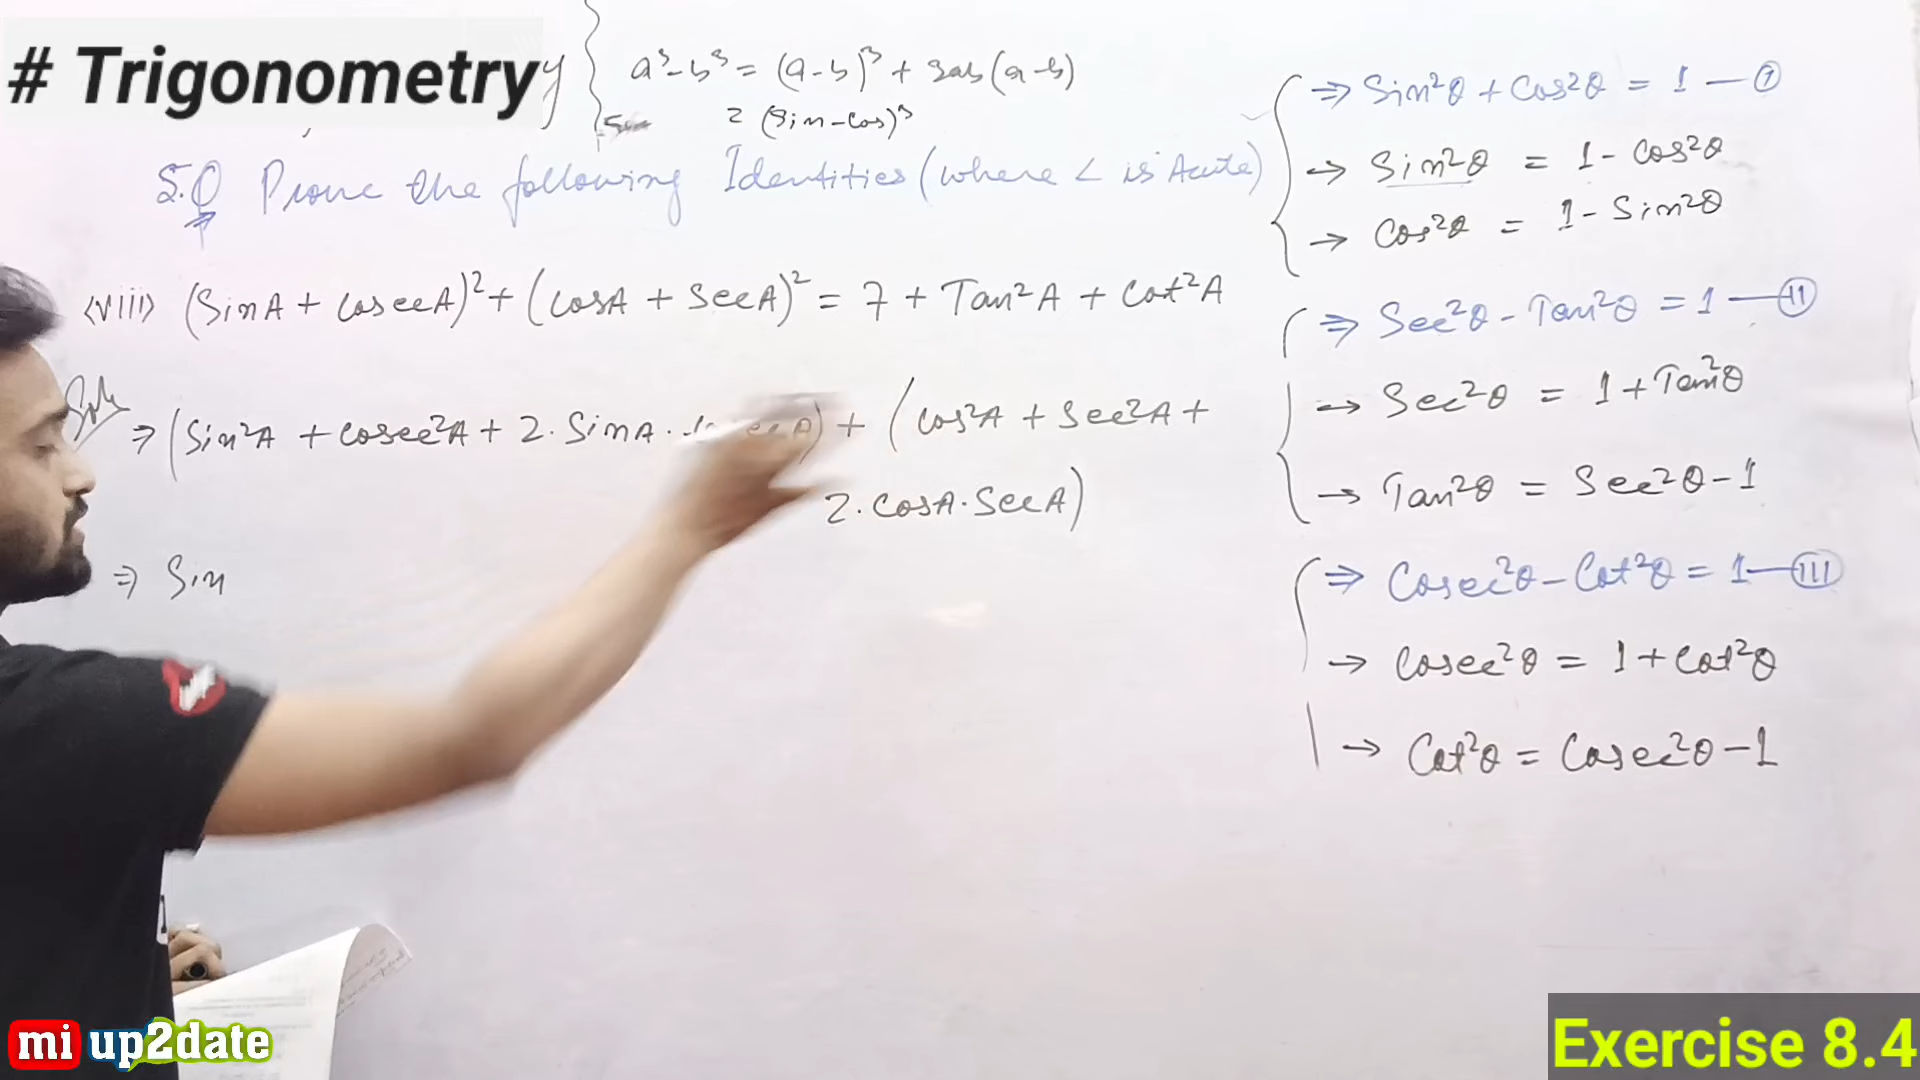 # Trigonometry
a³-b³ = (a-b)³ + 3ab(a-b)
= (Sin-Cos)³
5.Q Prove the following Identities (where ∠ is Acute)
(viii) (SinA + CosecA)² + (CosA + SecA)² = 7 + Tan²A + Cot²A
Soln
⇒ (Sin²A + Cosec²A + 2·SinA· ) + (Cos²A + Sec²A +
2·CosA·SecA)
⇒ Sin
⇒ Sin²θ + Cos²θ = 1 — I
→ Sin²θ = 1 - Cos²θ
→ Cos²θ = 1 - Sin²θ
⇒ Sec²θ - Tan²θ = 1 — II
→ Sec²θ = 1 + Tan²θ
→ Tan²θ = Sec²θ - 1
⇒ Cosec²θ - Cot²θ = 1 — III
→ Cosec²θ = 1 + Cot²θ
→ Cot²θ = Cosec²θ - 1
mi up2date
Exercise 8.4